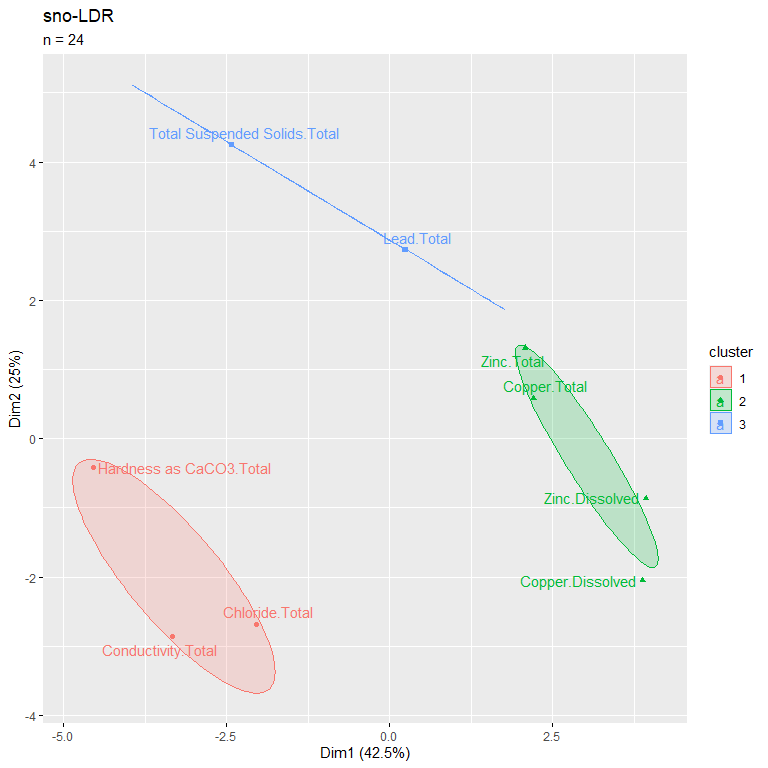 sno-LDR
n = 24
Total Suspended Solids.Total
Lead.Total
Zinc.Total
Copper.Total
Hardness as CaCO3.Total
Zinc.Dissolved
Copper.Dissolved
Chloride.Total
Conductivity.Total
4
2
0
-2
-4
-5.0
-2.5
0.0
2.5
Dim1 (42.5%)
Dim2 (25%)
cluster
a 1
a 2
a 3